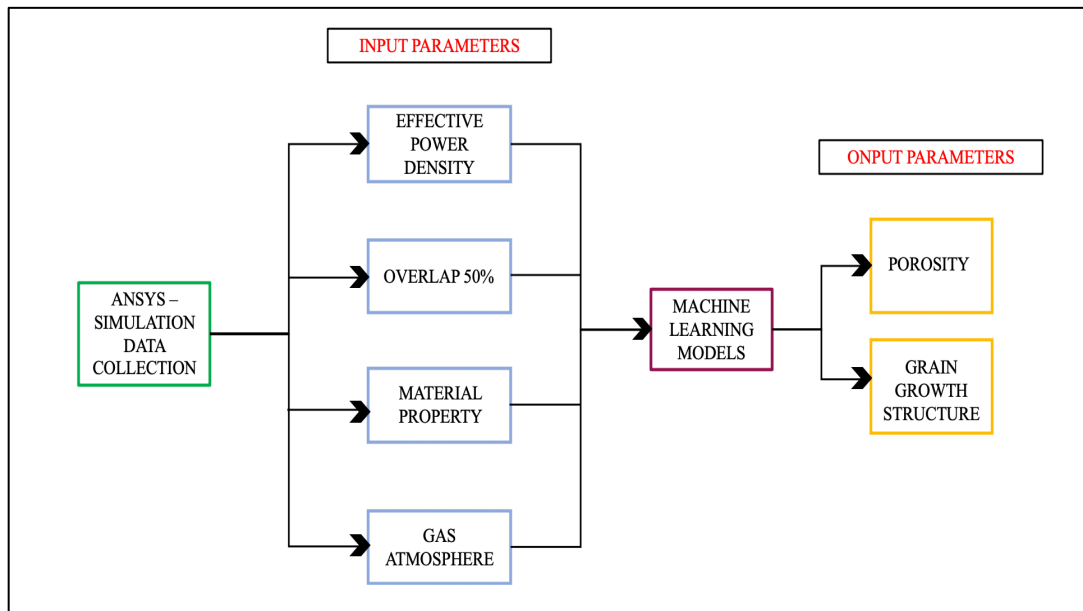 INPUT PARAMETERS
EFFECTIVE
POWER
DENSITY
ONPUT PARAMETERS
OVERLAP 50%
POROSITY
ANSYS –
SIMULATION
DATA
COLLECTION
MACHINE
LEARNING
MODELS
MATERIAL
PROPERTY
GRAIN
GROWTH
STRUCTURE
GAS
ATMOSPHERE